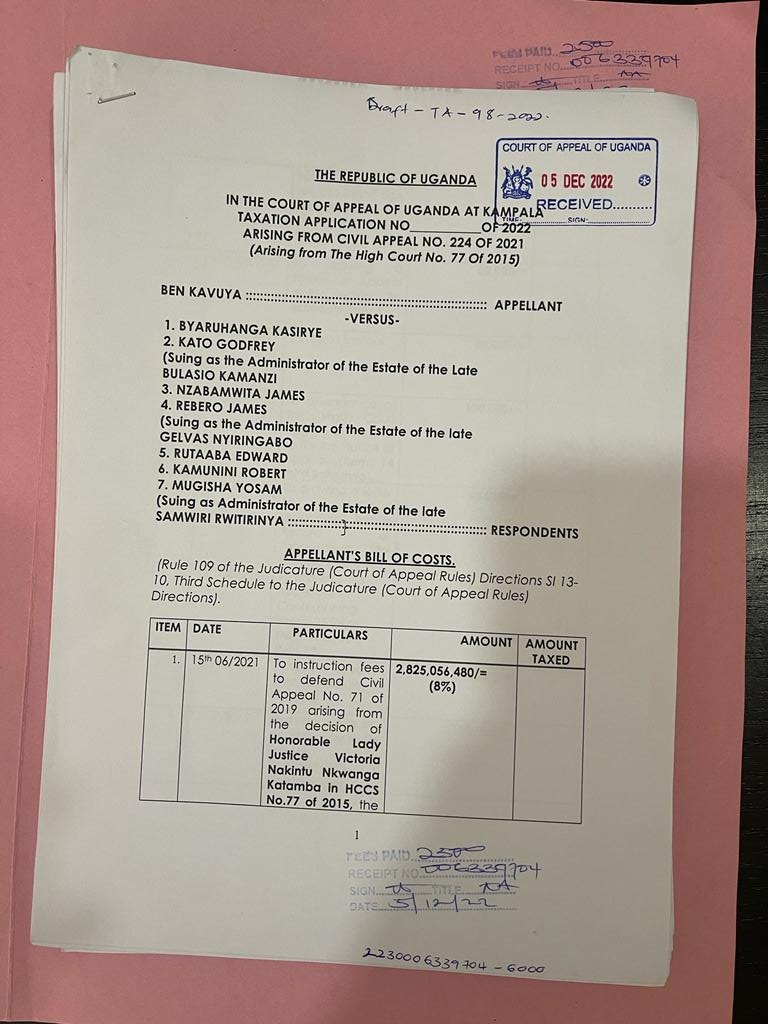 FEES PAID...2500
RECEIPT NO...006339704
SIGN... TITLE... NA
Draft - TA - 98 - 2022.
COURT OF APPEAL OF UGANDA
05 DEC 2022
RECEIVED..........
TIME: SIGN:
THE REPUBLIC OF UGANDA
IN THE COURT OF APPEAL OF UGANDA AT KAMPALA
TAXATION APPLICATION NO__________OF 2022
ARISING FROM CIVIL APPEAL NO. 224 OF 2021
(Arising from The High Court No. 77 Of 2015)
BEN KAVUYA :::::::::::::::::::::::::::::::::::::::::::::::::::::::::::: APPELLANT
-VERSUS-
1. BYARUHANGA KASIRYE
2. KATO GODFREY
(Suing as the Administrator of the Estate of the Late
BULASIO KAMANZI
3. NZABAMWITA JAMES
4. REBERO JAMES
(Suing as the Administrator of the Estate of the late
GELVAS NYIRINGABO
5. RUTAABA EDWARD
6. KAMUNINI ROBERT
7. MUGISHA YOSAM
(Suing as Administrator of the Estate of the late
SAMWIRI RWITIRINYA :::::::::::::::::::::::::::::::::::::::::::::::::: RESPONDENTS
APPELLANT'S BILL OF COSTS.
(Rule 109 of the Judicature (Court of Appeal Rules) Directions SI 13-
10, Third Schedule to the Judicature (Court of Appeal Rules)
Directions).
ITEM DATE PARTICULARS AMOUNT AMOUNT
TAXED
1. 15th 06/2021 To instruction fees 2,825,056,480/=
to defend Civil (8%)
Appeal No. 71 of
2019 arising from
the decision of
Honorable Lady
Justice Victoria
Nakintu Nkwanga
Katamba in HCCS
No.77 of 2015, the
1
FEES PAID...2500
RECEIPT NO...006339704
SIGN... TITLE... NA
DATE...5/12/22
2230006339704 - 6000